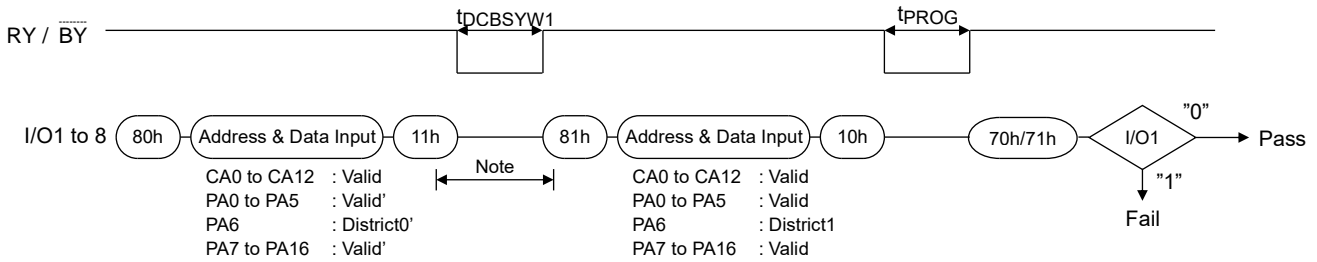 tDCBSYW1 tPROG
RY / BY
I/O1 to 8 80h Address & Data Input 11h 81h Address & Data Input 10h 70h/71h I/O1 ”0” Pass
Note
”1”
Fail
CA0 to CA12 : Valid
PA0 to PA5 : Valid’
PA6 : District0’
PA7 to PA16 : Valid’
CA0 to CA12 : Valid
PA0 to PA5 : Valid
PA6 : District1
PA7 to PA16 : Valid